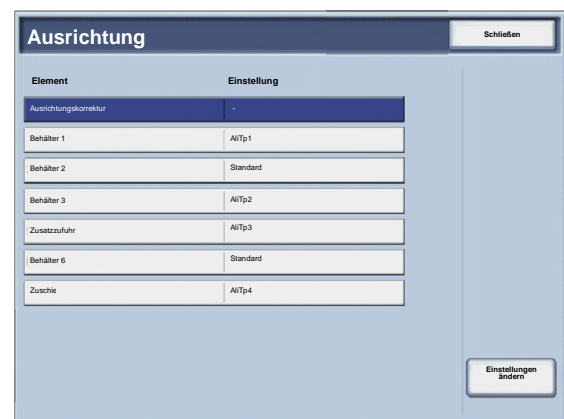 Ausrichtung
Schließen
Element Einstellung
Ausrichtungskorrektur -
Behälter 1 AliTp1
Behälter 2 Standard
Behälter 3 AliTp2
Zusatzzufuhr AliTp3
Behälter 6 Standard
Zuschie AliTp4
Einstellungen
ändern